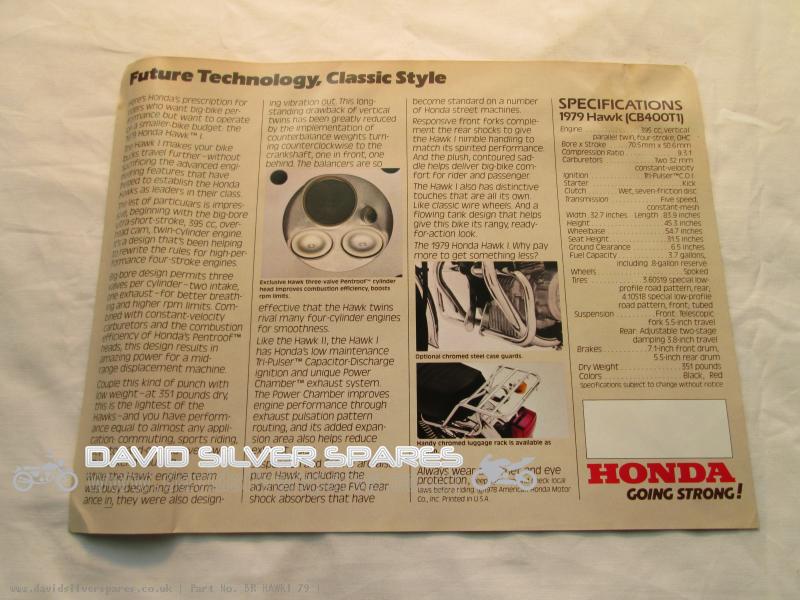 Future Technology, Classic Style
Here's Honda's prescription for
riders who want big-bike per-
formance but want to operate
on a smaller-bike budget: the
Honda Hawk™ I.
The Hawk I makes your bike
bucks travel further—without
sacrificing the advanced engi-
neering features that have
helped to establish the Honda
Hawks as leaders in their class.
The list of particulars is impres-
sive, beginning with the big-bore
ultra-short-stroke, 395 cc, over-
head cam, twin-cylinder engine.
It's a design that's been helping
to rewrite the rules for high-per-
formance four-stroke engines.
Big-bore design permits three
valves per cylinder—two intake,
one exhaust—for better breath-
ing and higher rpm limits. Com-
bined with constant-velocity
carburetors and the combustion
efficiency of Honda's Pentroof™
heads, this design results in
amazing power for a mid-
range displacement machine.
Couple this kind of punch with
low weight—at 351 pounds dry,
this is the lightest of the
Hawks—and you have perform-
ance equal to almost any appli-
cation: commuting, sports riding,
While the Hawk engine team
was busy designing perform-
ance in, they were also design-
ing vibration out. This long-
standing drawback of vertical
twins has been greatly reduced
by the implementation of
counterbalance weights turn-
ing counterclockwise to the
crankshaft, one in front, one
behind. The balancers are so
Exclusive Hawk three-valve Pentroof™ cylinder
head improves combustion efficiency, boosts
rpm limits.
effective that the Hawk twins
rival many four-cylinder engines
for smoothness.
Like the Hawk II, the Hawk I
has Honda's low maintenance
Tri-Pulser™ Capacitor-Discharge
ignition and unique Power
Chamber™ exhaust system.
The Power Chamber improves
engine performance through
exhaust pulsation pattern
routing, and its added expan-
sion area also helps reduce
pure Hawk, including the
advanced two-stage FVQ rear
shock absorbers that have
become standard on a number
of Honda street machines.
Responsive front forks comple-
ment the rear shocks to give
the Hawk I nimble handling to
match its spirited performance.
And the plush, contoured sad-
dle helps deliver big-bike com-
fort for rider and passenger.
The Hawk I also has distinctive
touches that are all its own.
Like classic wire wheels. And a
flowing tank design that helps
give this bike its rangy, ready-
for-action look.
The 1979 Honda Hawk I. Why pay
more to get something less?
Optional chromed steel case guards.
Handy chromed luggage rack is available as
Always wear a helmet and eye
protection. Check local
laws before riding. ©1978 American Honda Motor
Co., Inc. Printed in U.S.A.
SPECIFICATIONS
1979 Hawk (CB400T1)
Engine 395 cc, vertical
parallel twin, four-stroke, OHC
Bore x Stroke 70.5mm x 50.6mm
Compression Ratio 9.3:1
Carburetors Two 32 mm
constant-velocity
Ignition Tri-Pulser™C.D.I.
Starter Kick
Clutch Wet, seven-friction disc
Transmission Five speed,
constant-mesh
Width 32.7 inches Length 83.9 inches
Height 45.3 inches
Wheelbase 54.7 inches
Seat Height 31.5 inches
Ground Clearance 6.5 inches
Fuel Capacity 3.7 gallons,
including .8 gallon reserve
Wheels Spoked
Tires 3.60S19 special low-
profile road pattern, rear;
4.10S18 special low-profile
road pattern, front; tubed
Suspension Front: Telescopic
fork 5.5-inch travel
Rear: Adjustable two-stage
damping 3.8-inch travel
Brakes 7.1-inch front drum,
5.5-inch rear drum
Dry Weight 351 pounds
Colors Black, Red
Specifications subject to change without notice
HONDA
GOING STRONG!
DAVID SILVER SPARES
www.davidsilverspares.co.uk | Part No. BR HAWKI 79 |